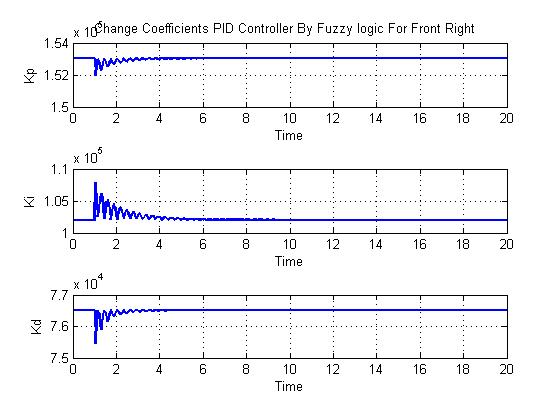 Change Coefficients PID Controller By Fuzzy logic For Front Right
x 10^5
1.54
1.52
1.5
Kp
0 2 4 6 8 10 12 14 16 18 20
Time
x 10^5
1.1
1.05
1
Ki
0 2 4 6 8 10 12 14 16 18 20
Time
x 10^4
7.7
7.6
7.5
Kd
0 2 4 6 8 10 12 14 16 18 20
Time